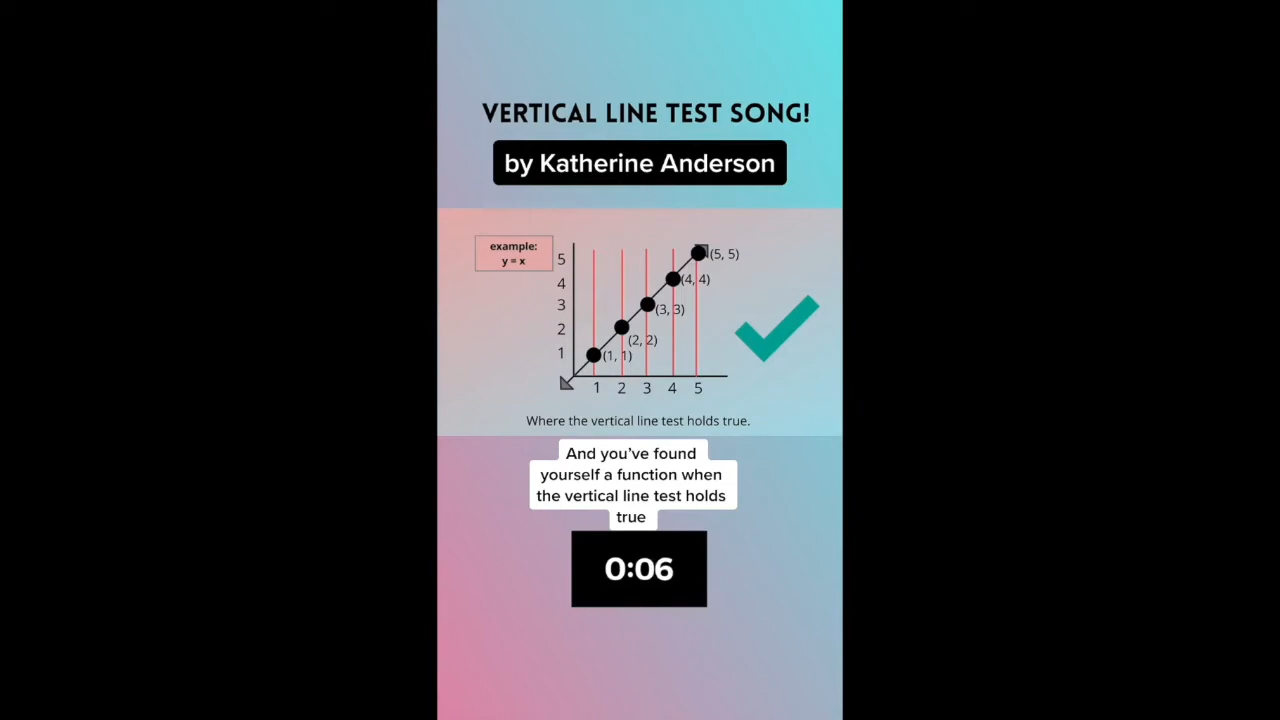 VERTICAL LINE TEST SONG!
by Katherine Anderson
example:
y = x
5
4
3
2
1
(5, 5)
(4, 4)
(3, 3)
(2, 2)
(1, 1)
1 2 3 4 5
Where the vertical line test holds true.
And you’ve found
yourself a function when
the vertical line test holds
true
0:06